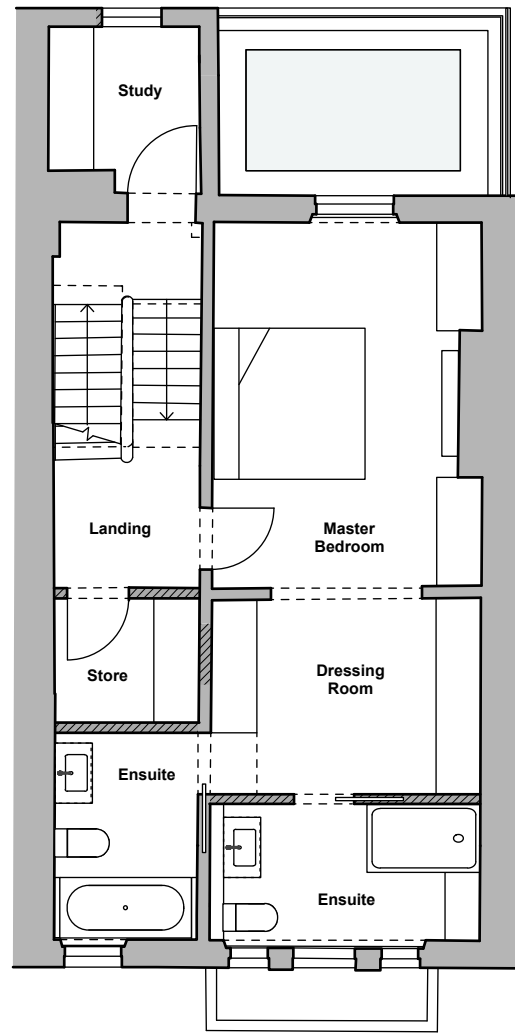 Study
Landing
Master
Bedroom
Store
Dressing
Room
Ensuite
Ensuite